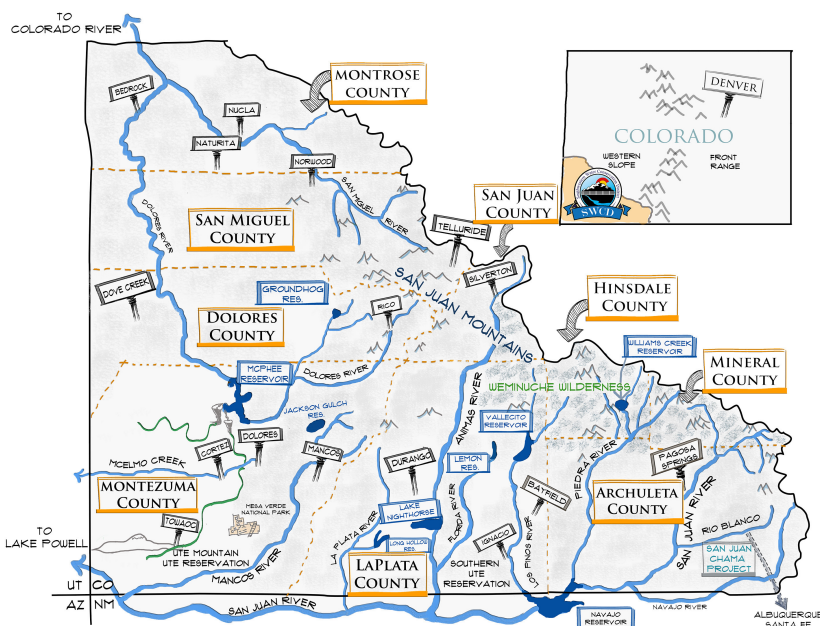 TO
COLORADO RIVER
BEDROCK
NUCLA
NATURITA
NORWOOD
MONTROSE
COUNTY
DENVER
COLORADO
WESTERN
SLOPE
FRONT
RANGE
SWCD
SAN MIGUEL
COUNTY
SAN MIGUEL RIVER
DOLORES RIVER
SAN JUAN
COUNTY
TELLURIDE
SILVERTON
DOVE CREEK
GROUNDHOG
RES.
RICO
SAN JUAN MOUNTAINS
DOLORES
COUNTY
HINSDALE
COUNTY
WILLIAMS CREEK
RESERVOIR
MINERAL
COUNTY
MCPHEE
RESERVOIR
DOLORES RIVER
WEMINUCHE WILDERNESS
JACKSON GULCH
RES.
VALLECITO
RESERVOIR
ANIMAS RIVER
DOLORES
CORTEZ
MANCOS
MCELMO CREEK
DURANGO
LEMON
RES.
PIEDRA RIVER
PAGOSA
SPRINGS
MONTEZUMA
COUNTY
BAYFIELD
ARCHULETA
COUNTY
MESA VERDE
NATIONAL PARK
LAKE
NIGHTHORSE
FLORIDA RIVER
SAN JUAN RIVER
TOWAOC
LA PLATA RIVER
LONG HOLLOW
RES.
IGNACIO
LOS PINOS RIVER
RIO BLANCO
TO
LAKE POWELL
UTE MOUNTAIN
UTE RESERVATION
MANCOS RIVER
LAPLATA
COUNTY
SOUTHERN
UTE
RESERVATION
SAN JUAN
CHAMA
PROJECT
UT CO
AZ NM
SAN JUAN RIVER
NAVAJO RIVER
NAVAJO
RESERVOIR
ALBUQUERQUE
SANTA FE